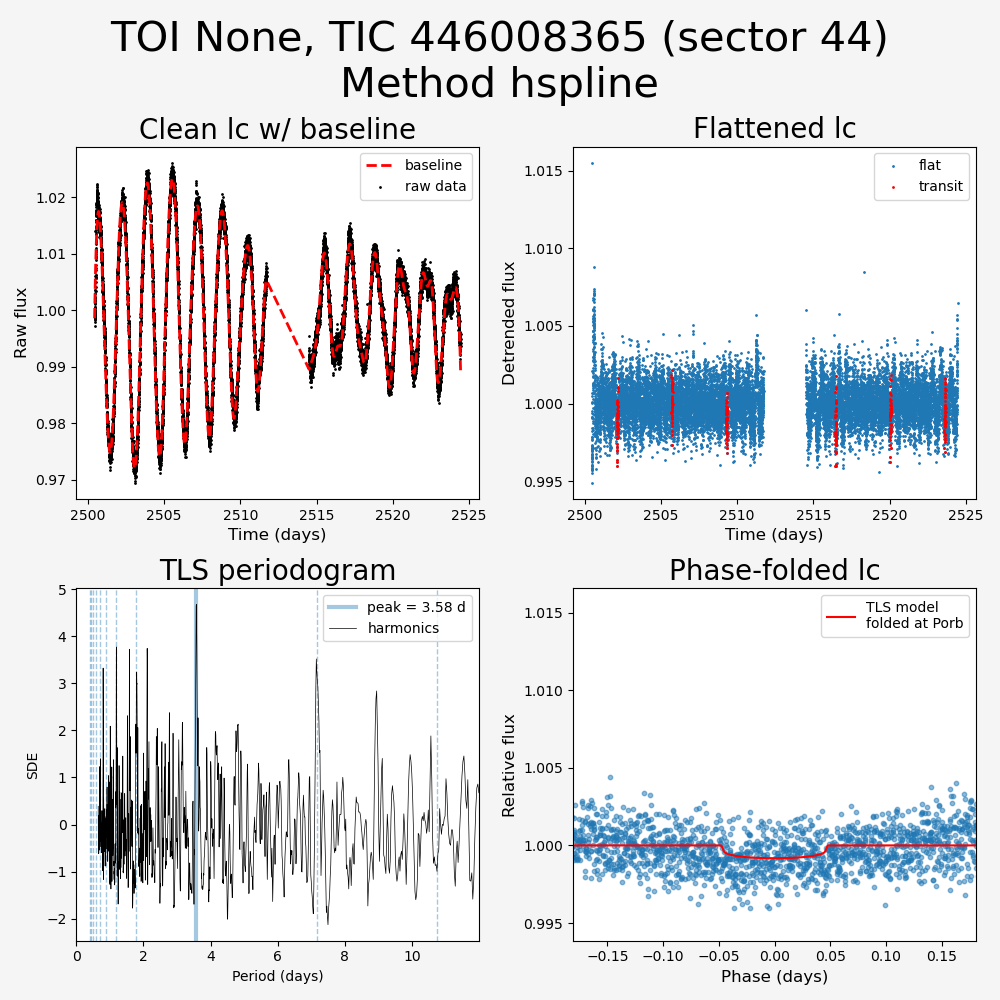 TOI None, TIC 446008365 (sector 44)
Method hspline
Clean lc w/ baseline
Flattened lc
baseline
raw data
flat
transit
Raw flux
1.02
1.01
1.00
0.99
0.98
0.97
2500
2505
2510
2515
2520
2525
Time (days)
Detrended flux
1.015
1.010
1.005
1.000
0.995
2500
2505
2510
2515
2520
2525
Time (days)
TLS periodogram
Phase-folded lc
peak = 3.58 d
harmonics
TLS model
folded at Porb
SDE
5
4
3
2
1
0
−1
−2
0
2
4
6
8
10
Period (days)
Relative flux
1.015
1.010
1.005
1.000
0.995
−0.15
−0.10
−0.05
0.00
0.05
0.10
0.15
Phase (days)